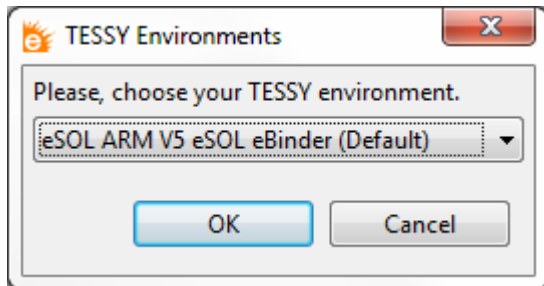 TESSY Environments
Please, choose your TESSY environment.
eSOL ARM V5 eSOL eBinder (Default)
OK Cancel